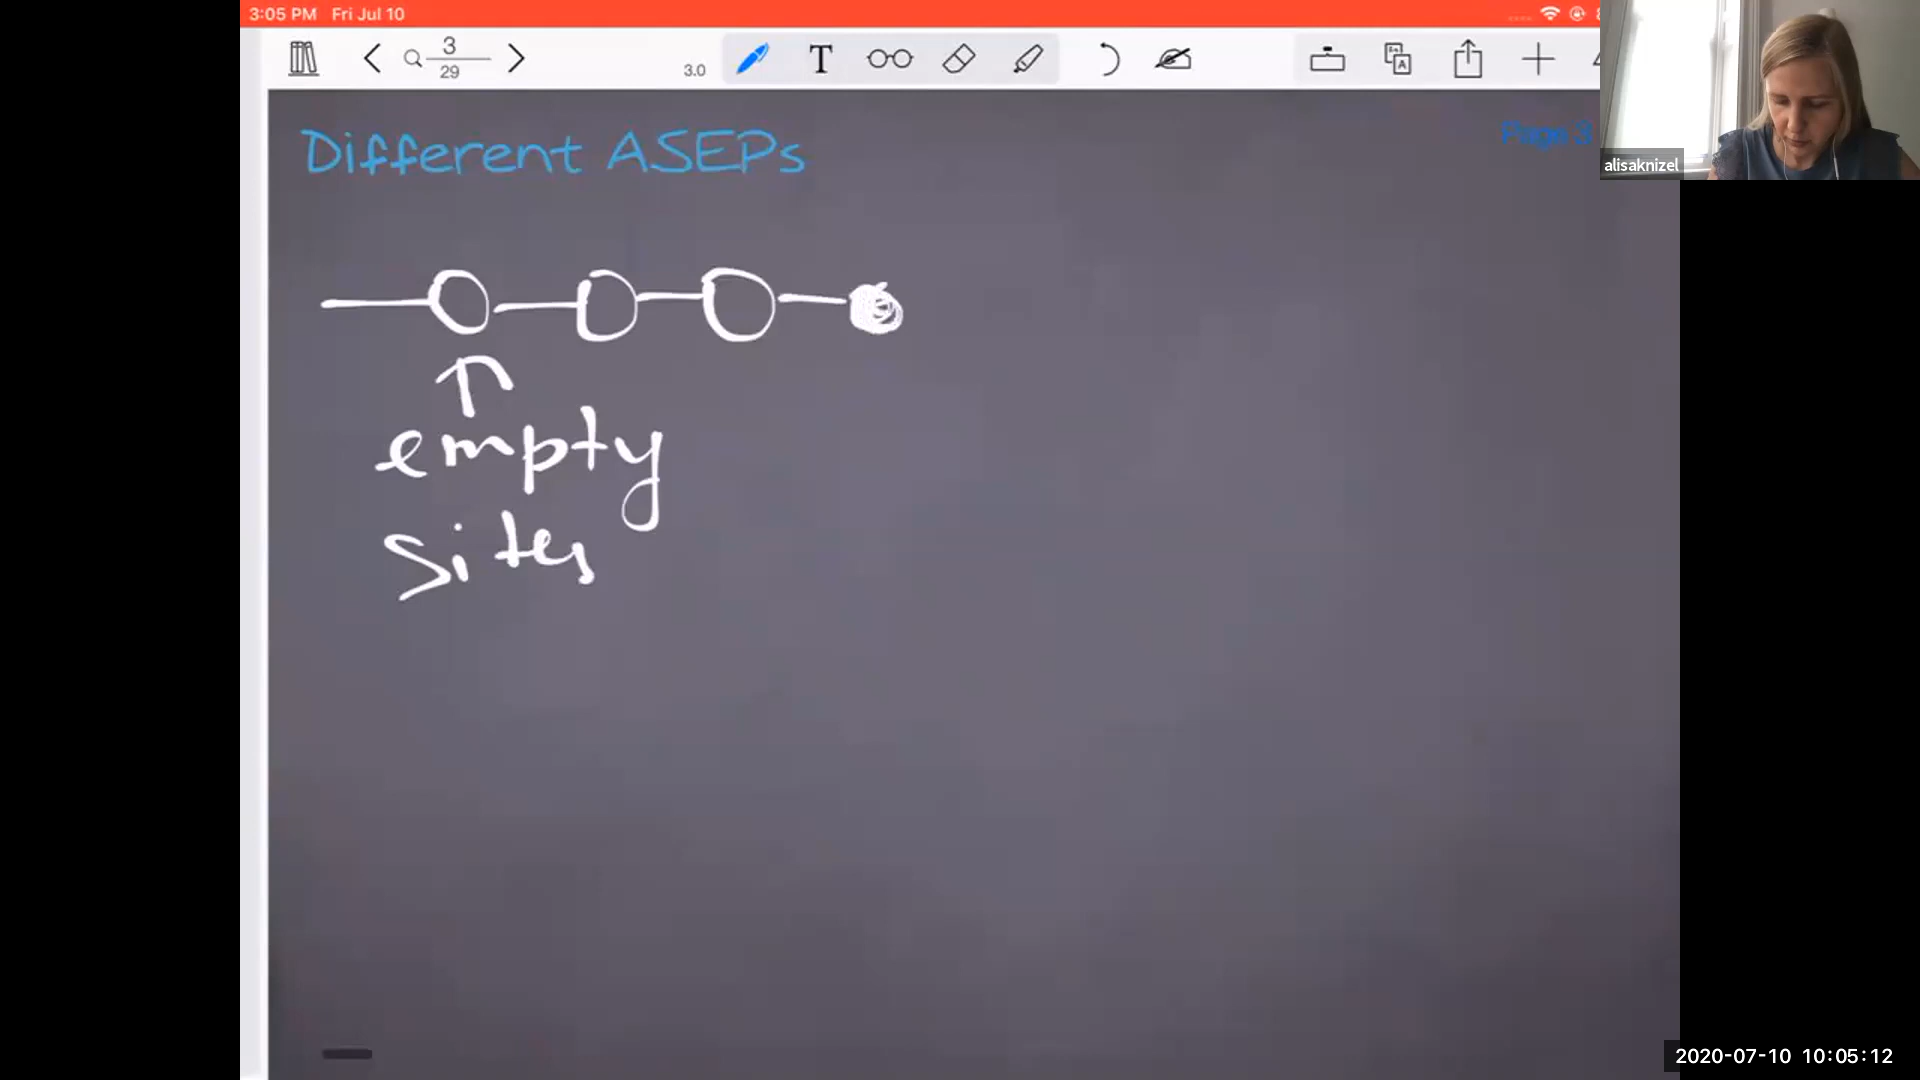 3:05 PM Fri Jul 10
3
29
3.0
T
A
Different ASEPs
Page 3
alisaknizel
empty
sites
2020-07-10 10:05:12